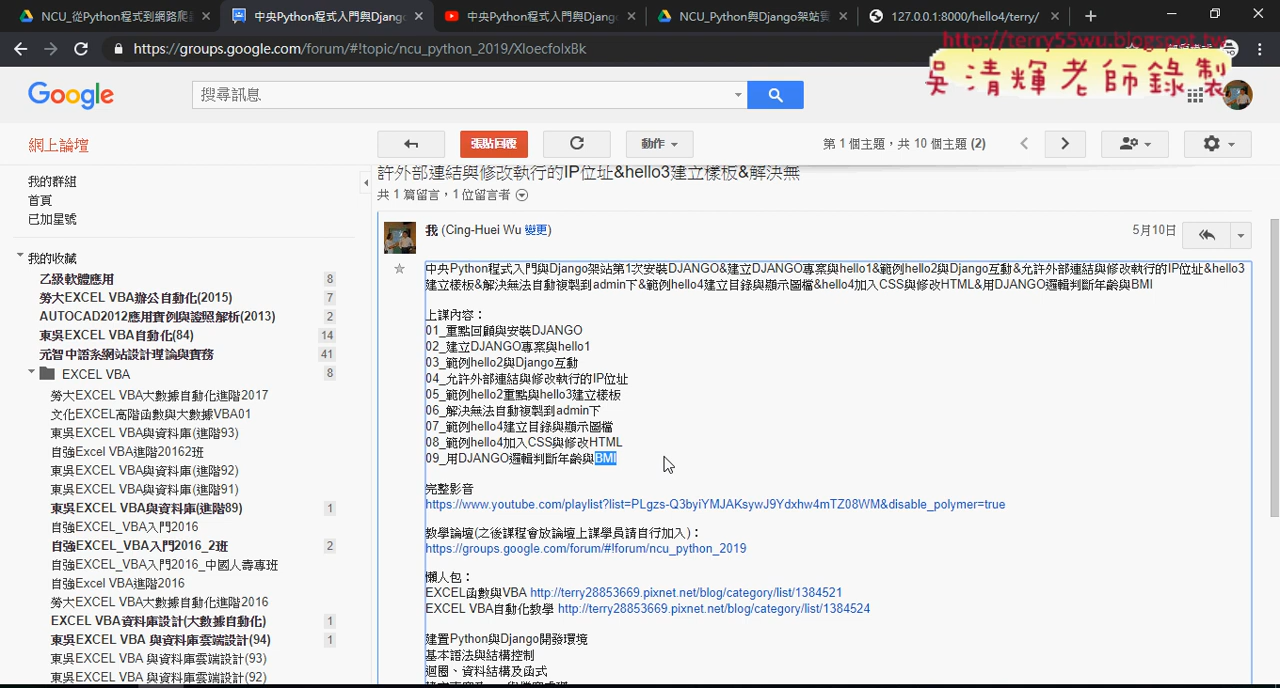 NCU_從Python程式到網路爬
中央Python程式入門與Django
中央Python程式入門與Django
NCU_Python與Django架站實
127.0.0.1:8000/hello4/terry/
https://groups.google.com/forum/#!topic/ncu_python_2019/XloecfolxBk
http://terry55wu.blogspot.tw
吳清輝老師錄製
Google
搜尋訊息
網上論壇
張貼回覆
動作
第 1 個主題，共 10 個主題 (2)
我的群組
首頁
已加星號
我的收藏
乙級軟體應用 8
勞大EXCEL VBA辦公自動化(2015) 7
AUTOCAD2012應用實例與證照解析(2013) 2
東吳EXCEL VBA自動化(84) 14
元智中語系網站設計理論與實務 41
EXCEL VBA 8
勞大EXCEL VBA大數據自動化進階2017
文化EXCEL高階函數與大數據VBA01
東吳EXCEL VBA與資料庫(進階93)
自強Excel VBA進階20162班
東吳EXCEL VBA與資料庫(進階92)
東吳EXCEL VBA與資料庫(進階91)
東吳EXCEL VBA與資料庫(進階89) 1
自強EXCEL_VBA入門2016
自強EXCEL_VBA入門2016_2班 2
自強EXCEL_VBA入門2016_中國人壽專班
自強Excel VBA進階2016
勞大EXCEL VBA大數據自動化進階2016
EXCEL VBA資料庫設計(大數據自動化) 1
東吳EXCEL VBA 與資料庫雲端設計(94) 1
東吳EXCEL VBA 與資料庫雲端設計(93)
東吳EXCEL VBA 與資料庫雲端設計(92)
許外部連結與修改執行的IP位址&hello3建立樣板&解決無
共 1 篇留言，1 位留言者
我 (Cing-Huei Wu 變更)
5月10日
中央Python程式入門與Django架站第1次安裝DJANGO&建立DJANGO專案與hello1&範例hello2與Django互動&允許外部連結與修改執行的IP位址&hello3
建立樣板&解決無法自動複製到admin下&範例hello4建立目錄與顯示圖檔&hello4加入CSS與修改HTML&用DJANGO邏輯判斷年齡與BMI
上課內容：
01_重點回顧與安裝DJANGO
02_建立DJANGO專案與hello1
03_範例hello2與Django互動
04_允許外部連結與修改執行的IP位址
05_範例hello2重點與hello3建立樣板
06_解決無法自動複製到admin下
07_範例hello4建立目錄與顯示圖檔
08_範例hello4加入CSS與修改HTML
09_用DJANGO邏輯判斷年齡與BMI
完整影音
https://www.youtube.com/playlist?list=PLgzs-Q3byiYMJAKsywJ9Ydxhw4mTZ08WM&disable_polymer=true
教學論壇(之後課程會放論壇上課學員請自行加入)：
https://groups.google.com/forum/#!forum/ncu_python_2019
懶人包：
EXCEL函數與VBA http://terry28853669.pixnet.net/blog/category/list/1384521
EXCEL VBA自動化教學 http://terry28853669.pixnet.net/blog/category/list/1384524
建置Python與Django開發環境
基本語法與結構控制
迴圈、資料結構及函式